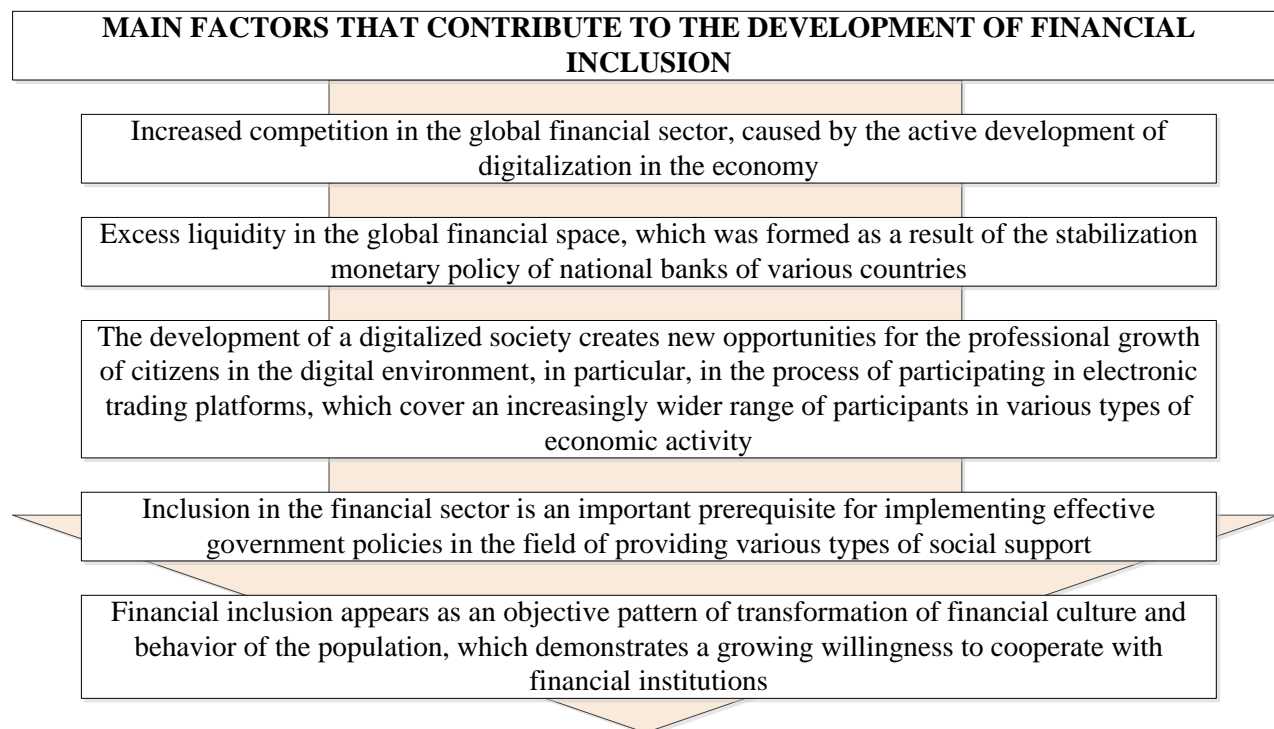 MAIN FACTORS THAT CONTRIBUTE TO THE DEVELOPMENT OF FINANCIAL
INCLUSION
Increased competition in the global financial sector, caused by the active development of
digitalization in the economy
Excess liquidity in the global financial space, which was formed as a result of the stabilization
monetary policy of national banks of various countries
The development of a digitalized society creates new opportunities for the professional growth
of citizens in the digital environment, in particular, in the process of participating in electronic
trading platforms, which cover an increasingly wider range of participants in various types of
economic activity
Inclusion in the financial sector is an important prerequisite for implementing effective
government policies in the field of providing various types of social support
Financial inclusion appears as an objective pattern of transformation of financial culture and
behavior of the population, which demonstrates a growing willingness to cooperate with
financial institutions